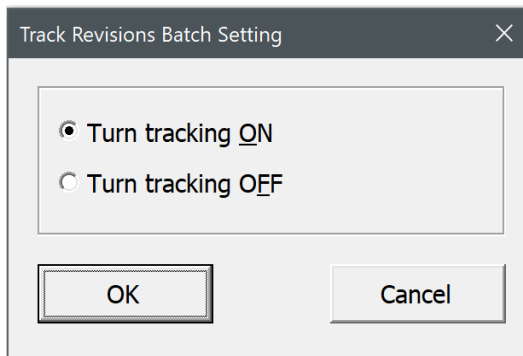 Track Revisions Batch Setting
Turn tracking ON
Turn tracking OFF
OK
Cancel